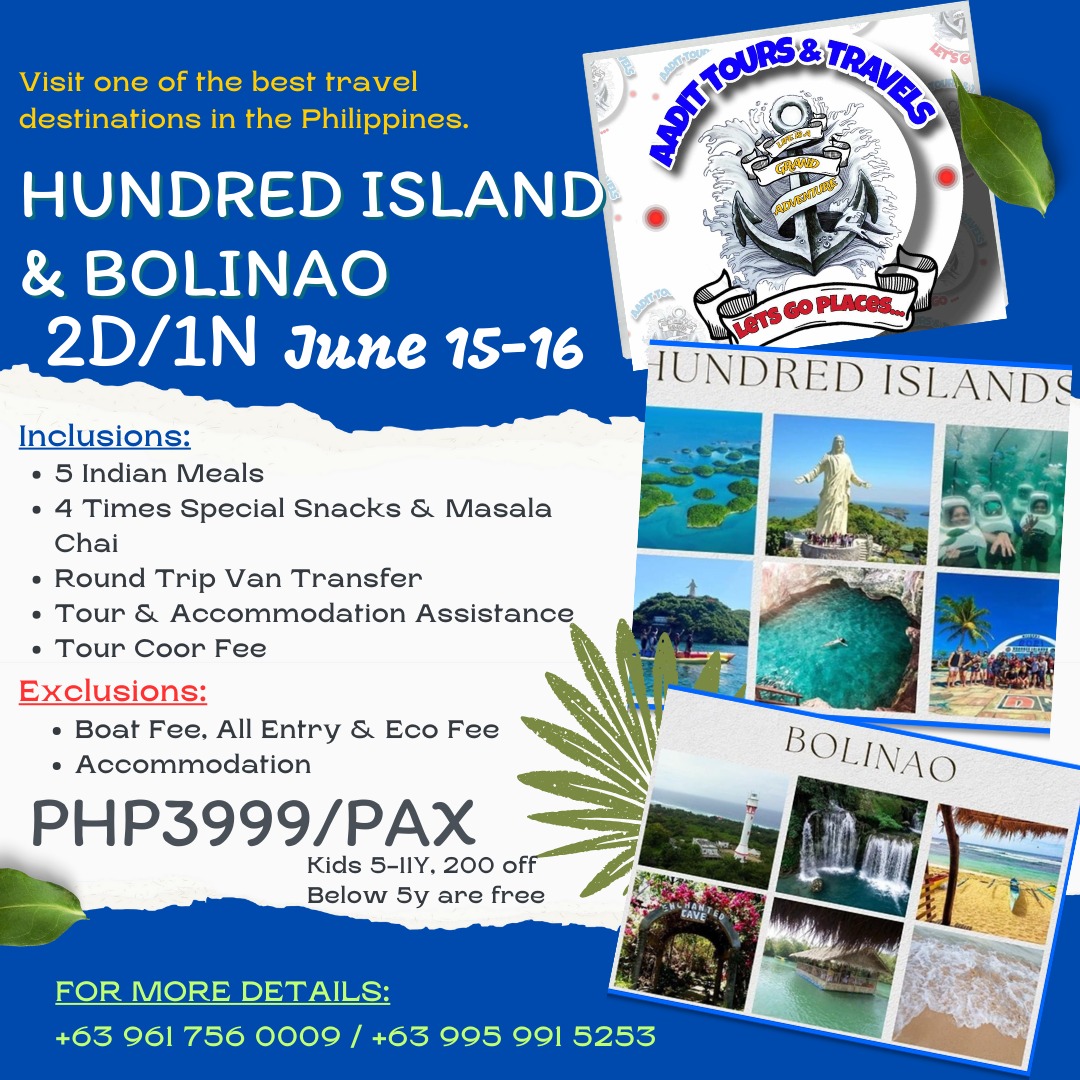 Visit one of the best travel
destinations in the Philippines.
HUNDRED ISLAND
& BOLINAO
2D/1N June 15-16
AADIT TOURS & TRAVELS
LIFE IS A
GRAND
ADVENTURE
LETS GO PLACES...
Inclusions:
• 5 Indian Meals
• 4 Times Special Snacks & Masala
Chai
• Round Trip Van Transfer
• Tour & Accommodation Assistance
• Tour Coor Fee
Exclusions:
• Boat Fee, All Entry & Eco Fee
• Accommodation
PHP3999/PAX
Kids 5-11Y, 200 off
Below 5y are free
HUNDRED ISLANDS
BOLINAO
ENCHANTED
CAVE
FOR MORE DETAILS:
+63 961 756 0009 / +63 995 991 5253